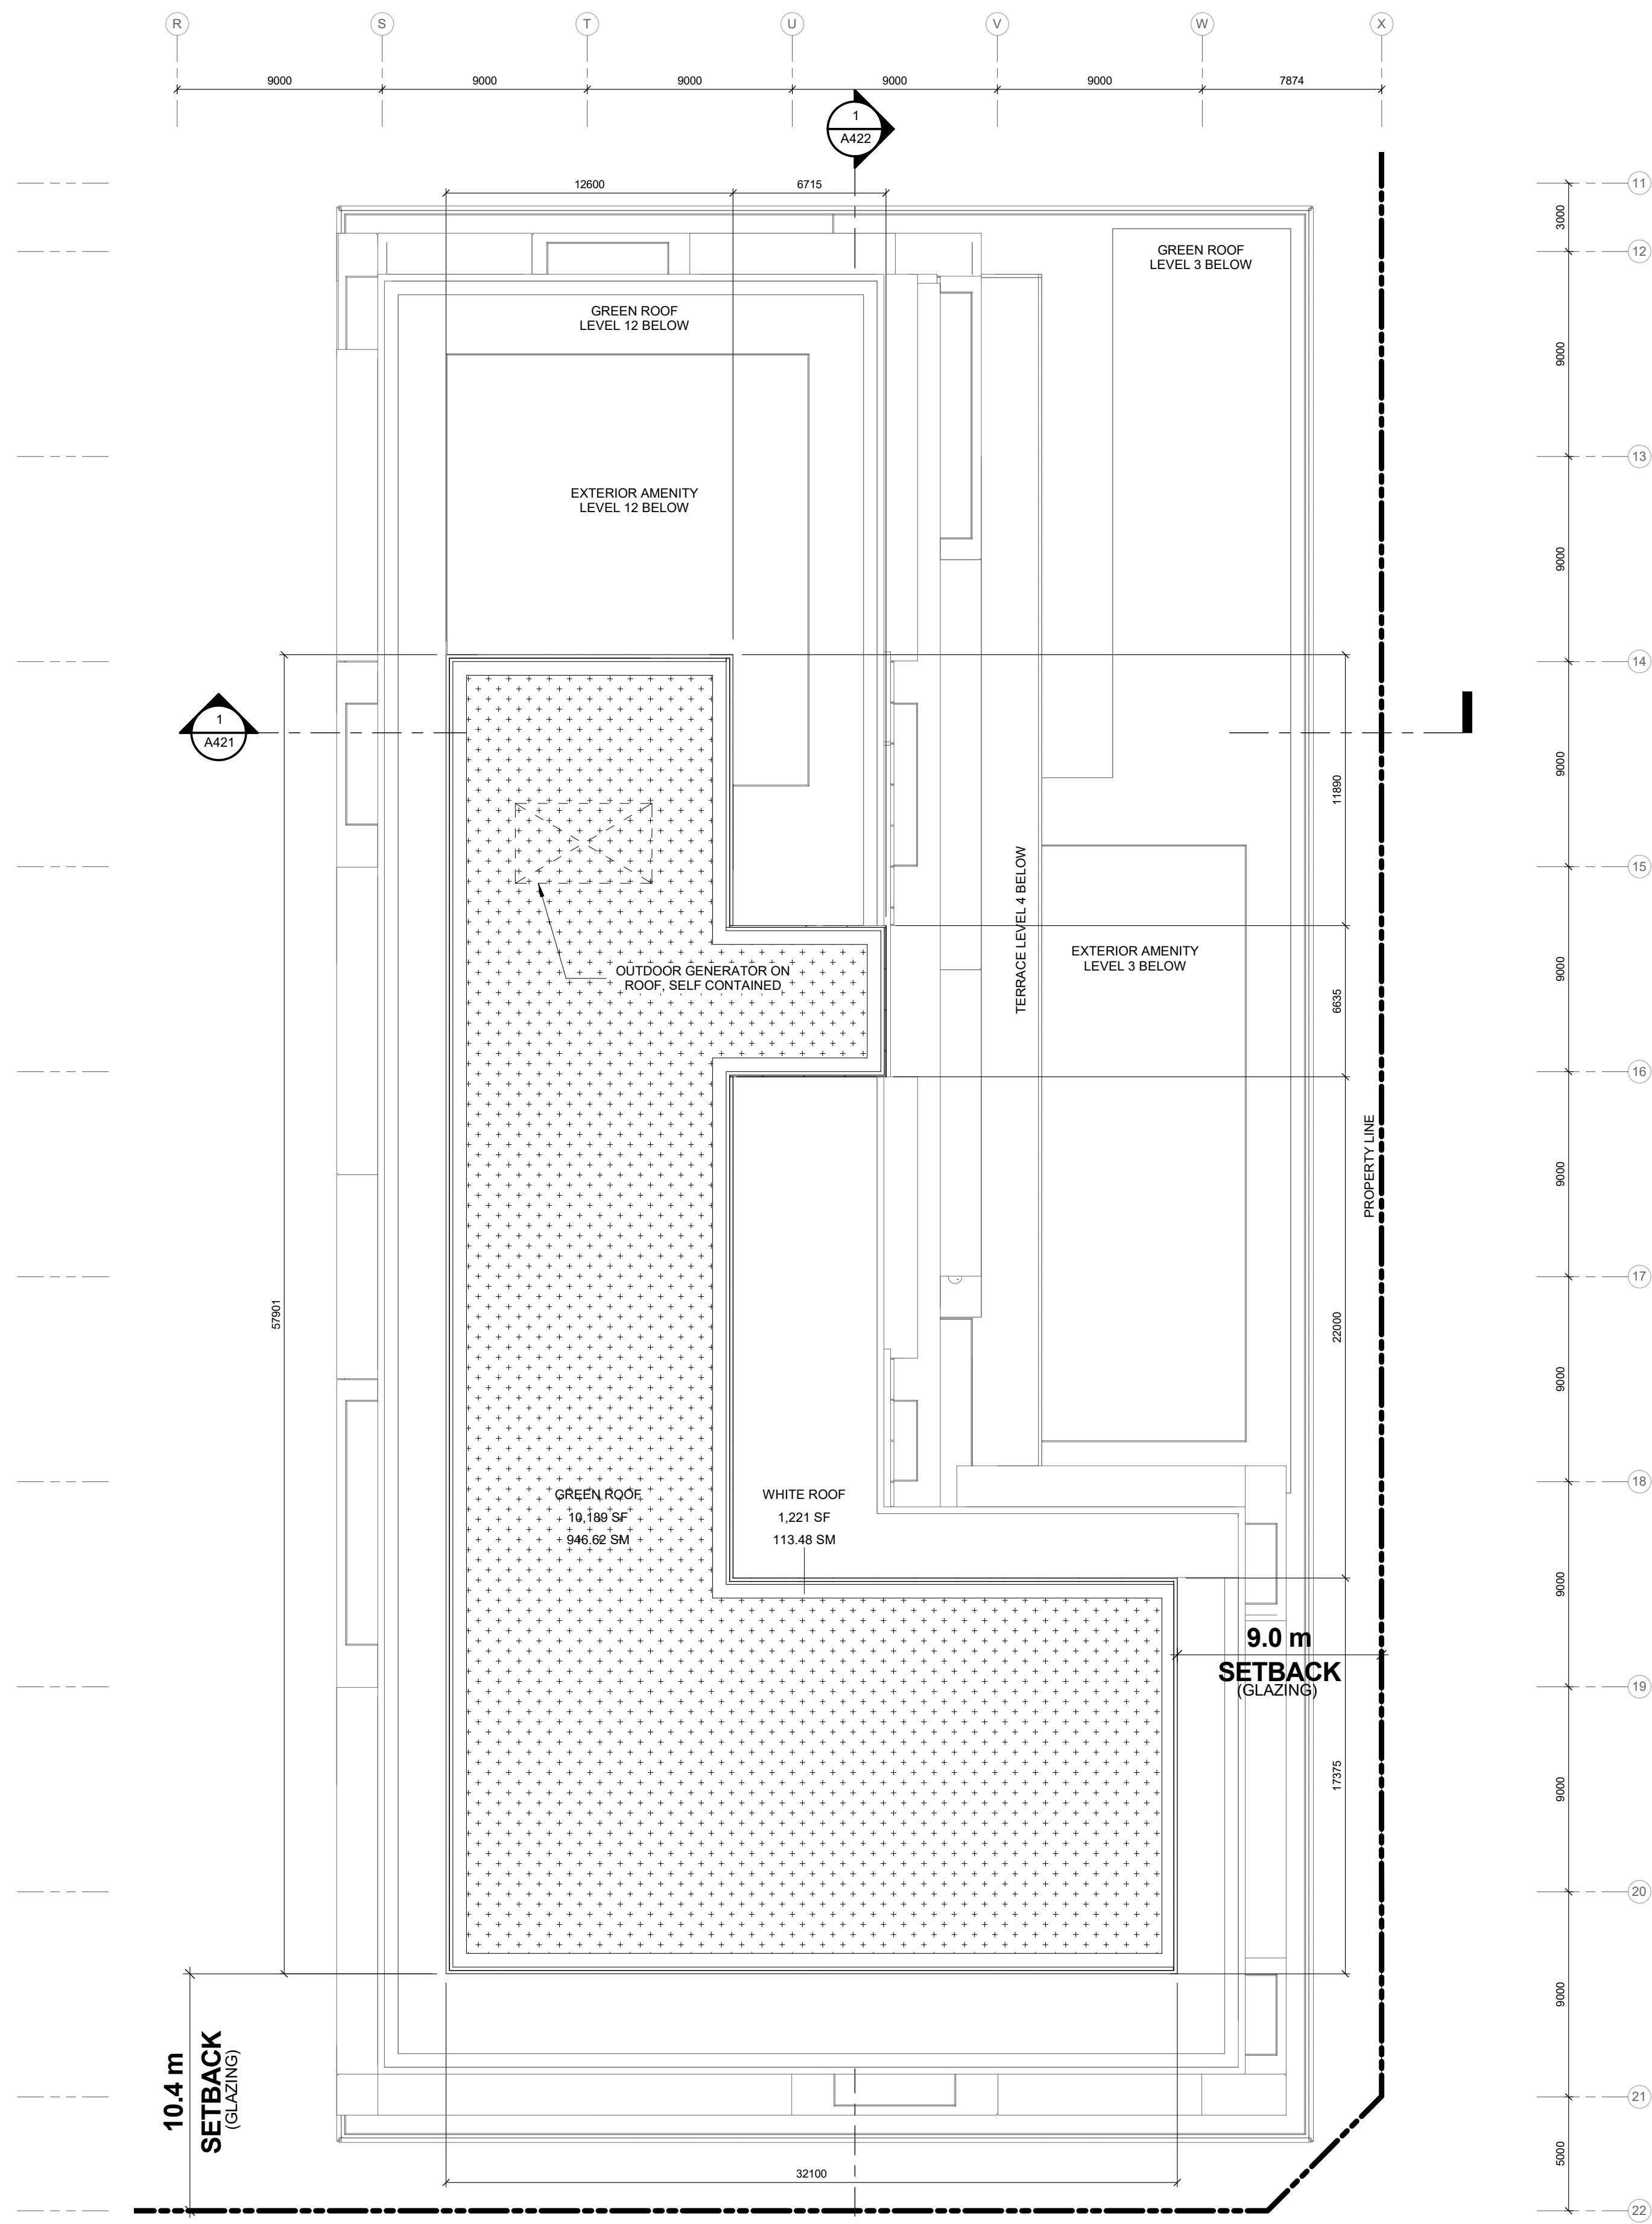 R S T U V W X
9000 9000 9000 9000 9000 7874
1
A422
12600 6715
11
3000
12
GREEN ROOF
LEVEL 3 BELOW
GREEN ROOF
LEVEL 12 BELOW
9000
13
EXTERIOR AMENITY
LEVEL 12 BELOW
9000
14
1
A421
9000
11890
15
TERRACE LEVEL 4 BELOW
EXTERIOR AMENITY
LEVEL 3 BELOW
OUTDOOR GENERATOR ON
ROOF, SELF CONTAINED
9000
6635
16
PROPERTY LINE
9000
17
57901
22000
9000
18
GREEN ROOF
10,189 SF
946.62 SM
WHITE ROOF
1,221 SF
113.48 SM
9000
9.0 m
SETBACK
(GLAZING)
19
17375
9000
20
9000
10.4 m
SETBACK
(GLAZING)
21
5000
32100
22